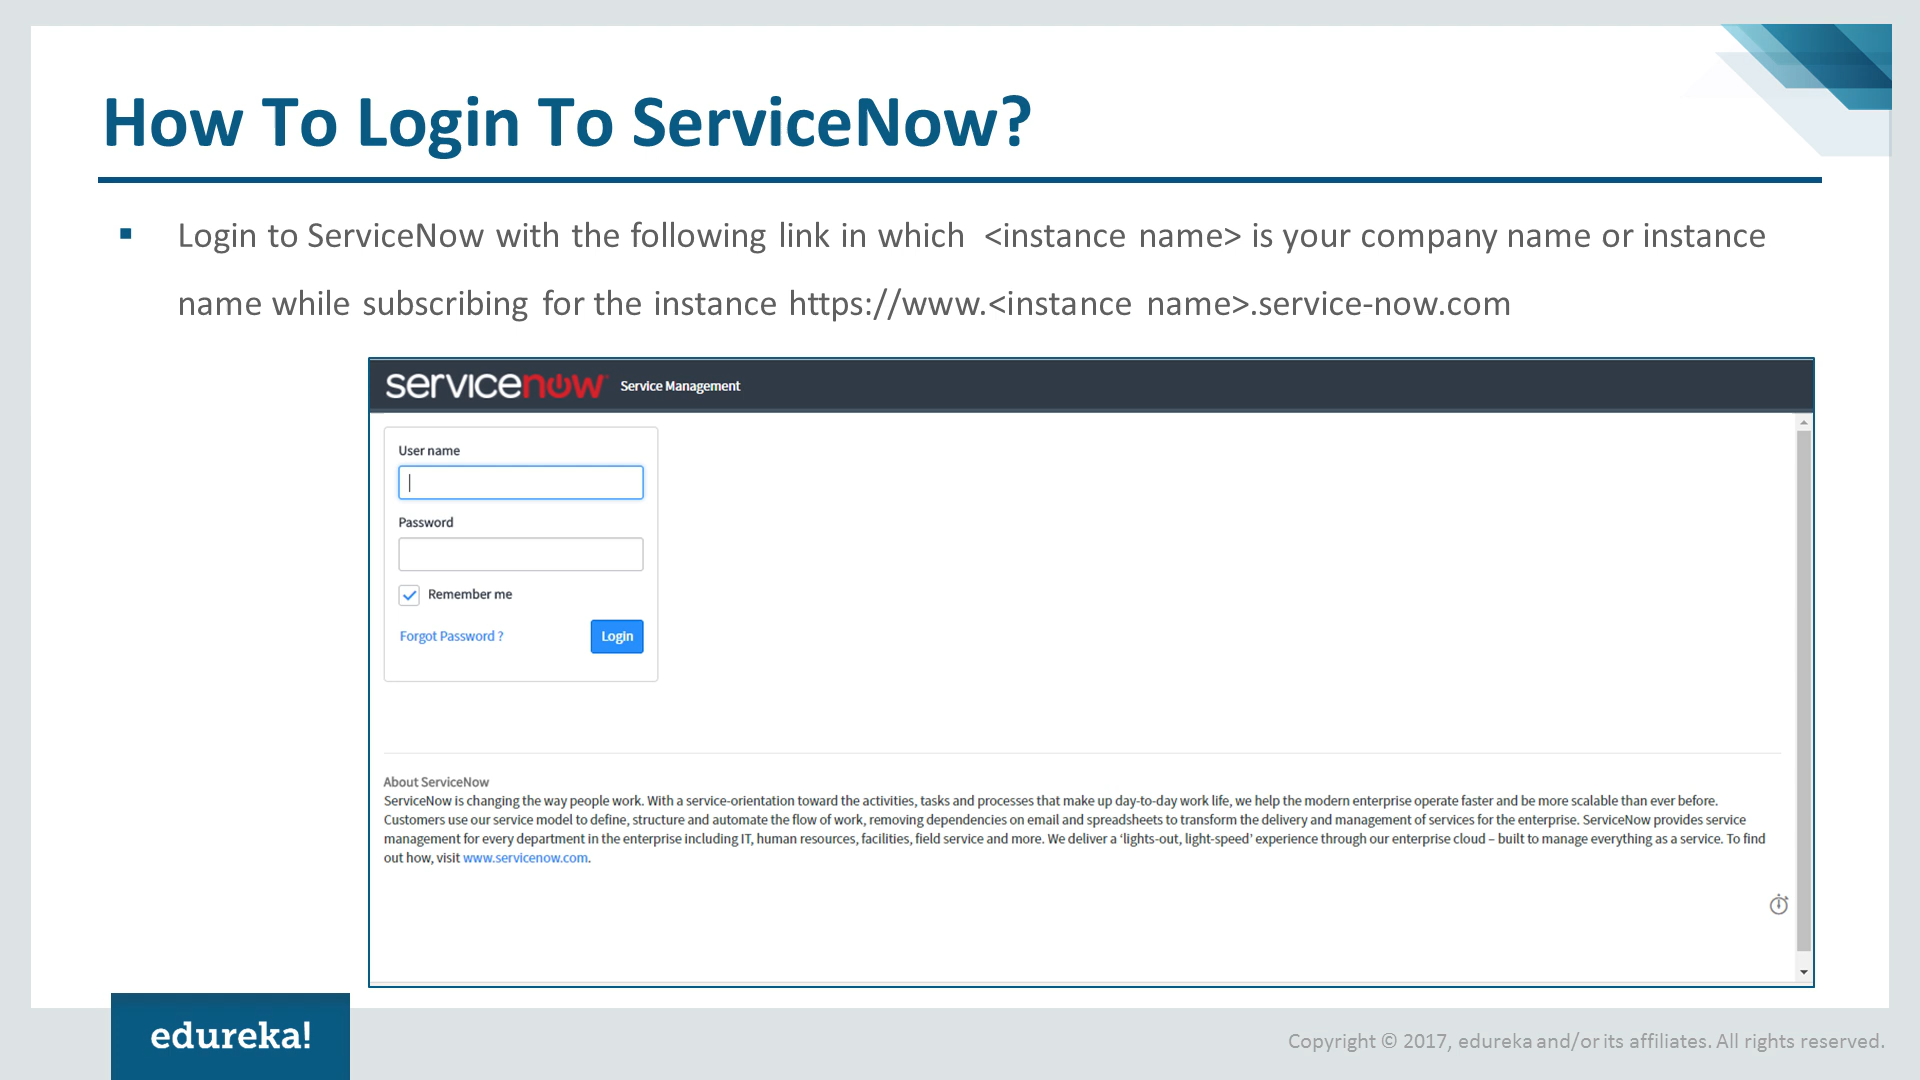 How To Login To ServiceNow?
▪ Login to ServiceNow with the following link in which <instance name> is your company name or instance
name while subscribing for the instance https://www.<instance name>.service-now.com
servicenow Service Management
User name
Password
Remember me
Forgot Password ? Login
About ServiceNow
ServiceNow is changing the way people work. With a service-orientation toward the activities, tasks and processes that make up day-to-day work life, we help the modern enterprise operate faster and be more scalable than ever before.
Customers use our service model to define, structure and automate the flow of work, removing dependencies on email and spreadsheets to transform the delivery and management of services for the enterprise. ServiceNow provides service
management for every department in the enterprise including IT, human resources, facilities, field service and more. We deliver a ‘lights-out, light-speed’ experience through our enterprise cloud – built to manage everything as a service. To find
out how, visit www.servicenow.com.
edureka!
Copyright © 2017, edureka and/or its affiliates. All rights reserved.